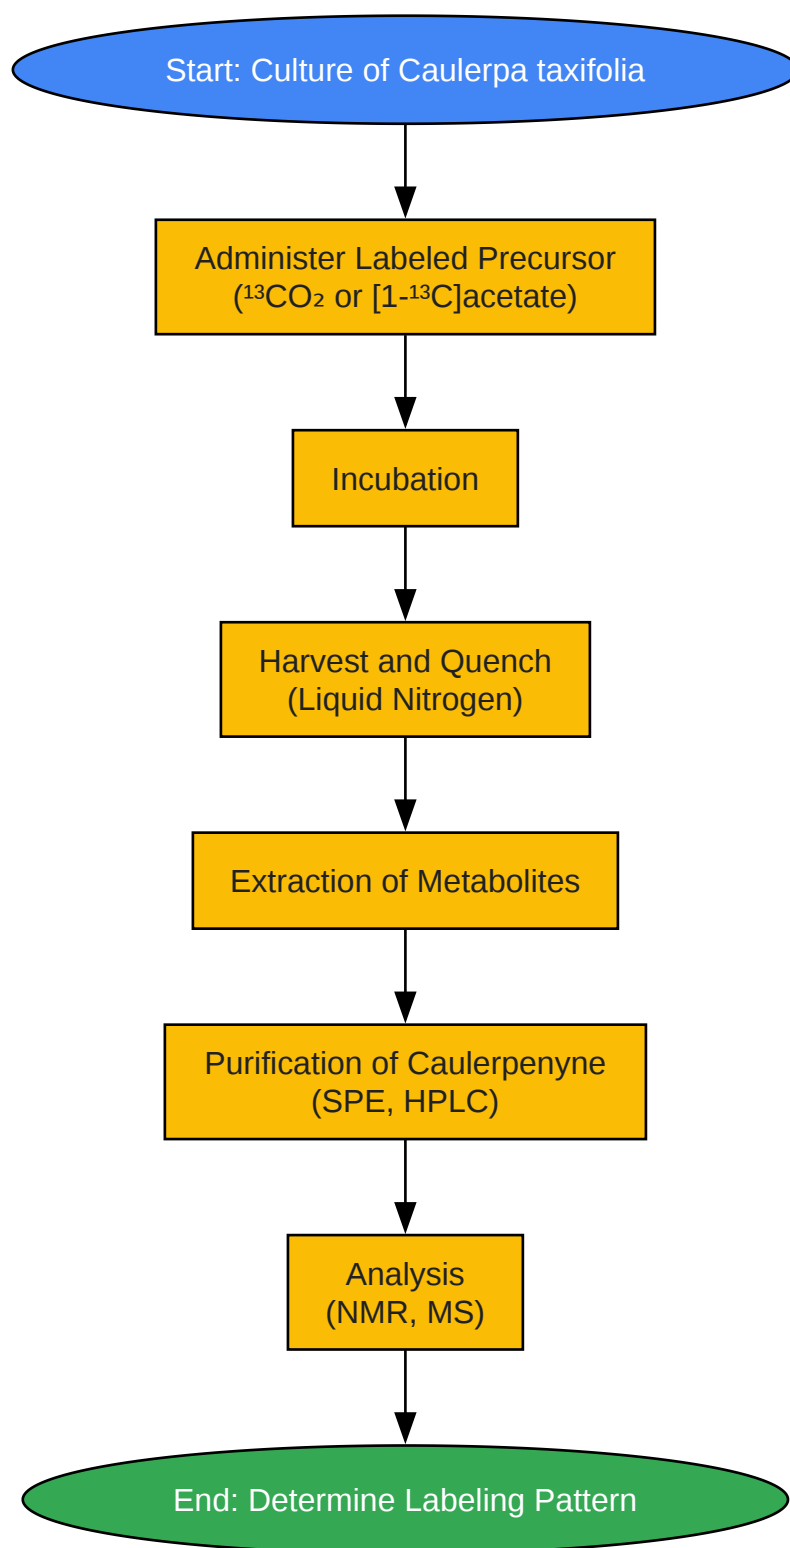 Start: Culture of Caulerpa taxifolia
Administer Labeled Precursor
(¹³CO₂ or [1-¹³C]acetate)
Incubation
Harvest and Quench
(Liquid Nitrogen)
Extraction of Metabolites
Purification of Caulerpenyne
(SPE, HPLC)
Analysis
(NMR, MS)
End: Determine Labeling Pattern